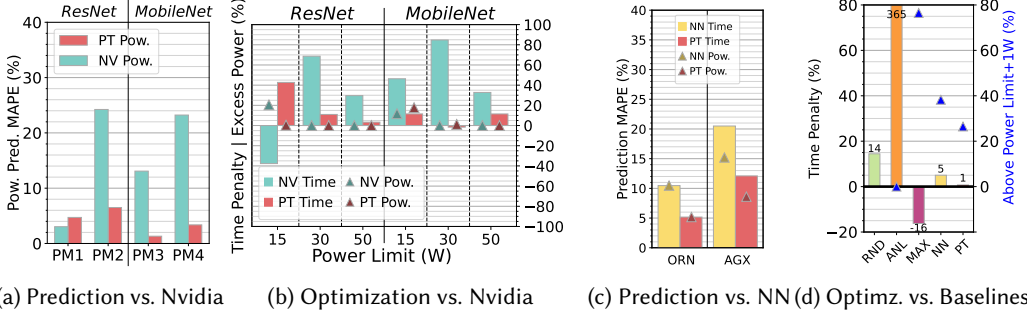 ResNet MobileNet
Pow. Pred. MAPE (%)
40
30
20
10
0
PT Pow.
NV Pow.
PM1 PM2 PM3 PM4
(a) Prediction vs. Nvidia
ResNet MobileNet
Time Penalty | Excess Power (%)
100
80
60
40
20
0
−20
−40
−60
−80
−100
NV Time NV Pow.
PT Time PT Pow.
15 30 50 15 30 50
Power Limit (W)
(b) Optimization vs. Nvidia
Prediction MAPE (%)
40
35
30
25
20
15
10
5
0
NN Time
PT Time
NN Pow.
PT Pow.
ORN AGX
(c) Prediction vs. NN
Time Penalty (%)
80
60
40
20
0
−20
365
14
-16
5
1
80
60
40
20
0
Above Power Limit+1W (%)
RND ANL MAX NN PT
(d) Optimz. vs. Baselines